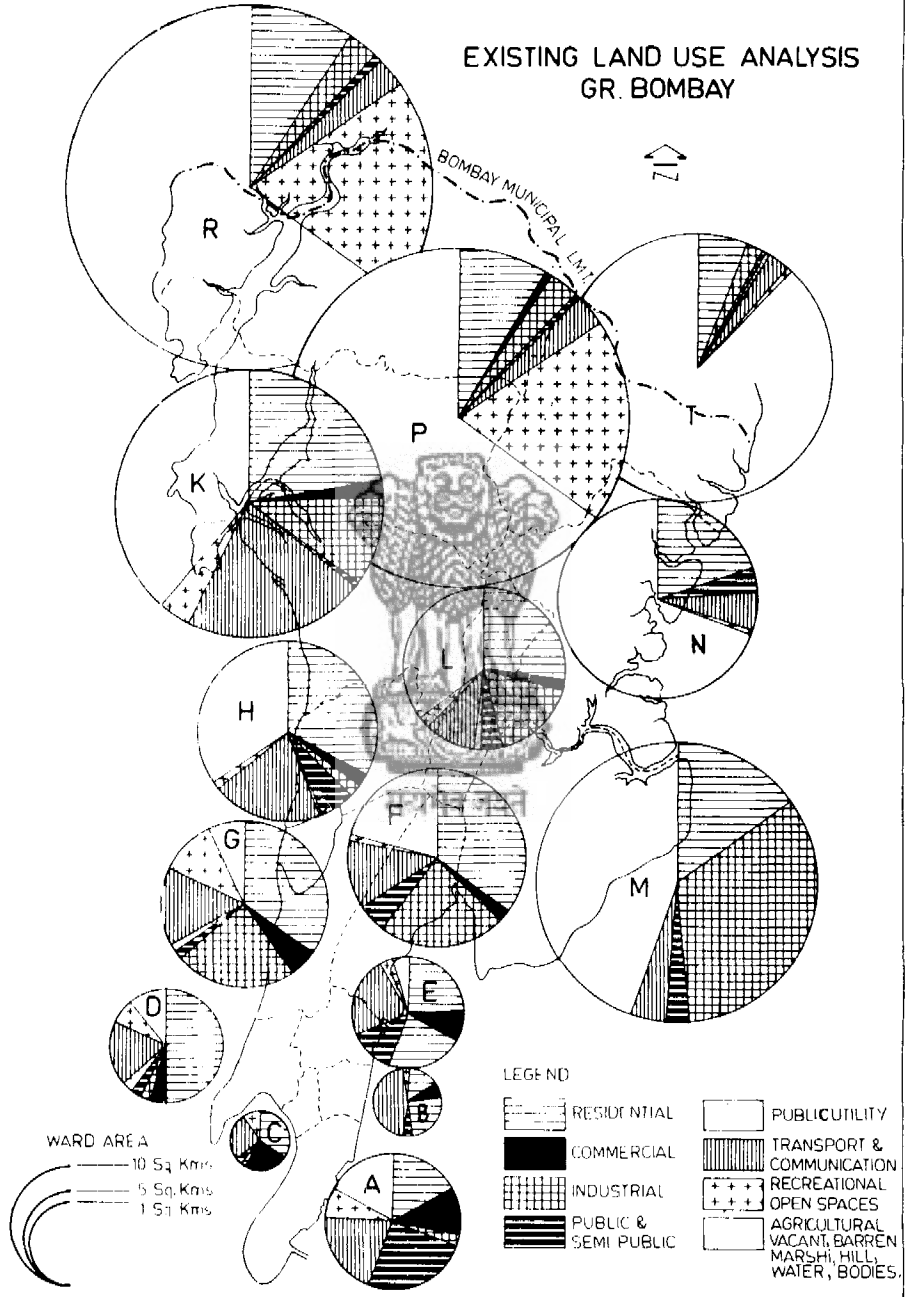 EXISTING LAND USE ANALYSIS
GR. BOMBAY
N
BOMBAY MUNICIPAL LMT.
R
P
T
K
L
N
H
F
G
M
D
E
B
C
A
WARD AREA
10 Sq. Kms
5 Sq. Kms
1 Sq Kms
LEGEND
RESIDENTIAL
COMMERCIAL
INDUSTRIAL
PUBLIC &
SEMI PUBLIC
PUBLIC UTILITY
TRANSPORT &
COMMUNICATION
RECREATIONAL
OPEN SPACES
AGRICULTURAL
VACANT, BARREN
MARSHI, HILL,
WATER, BODIES.